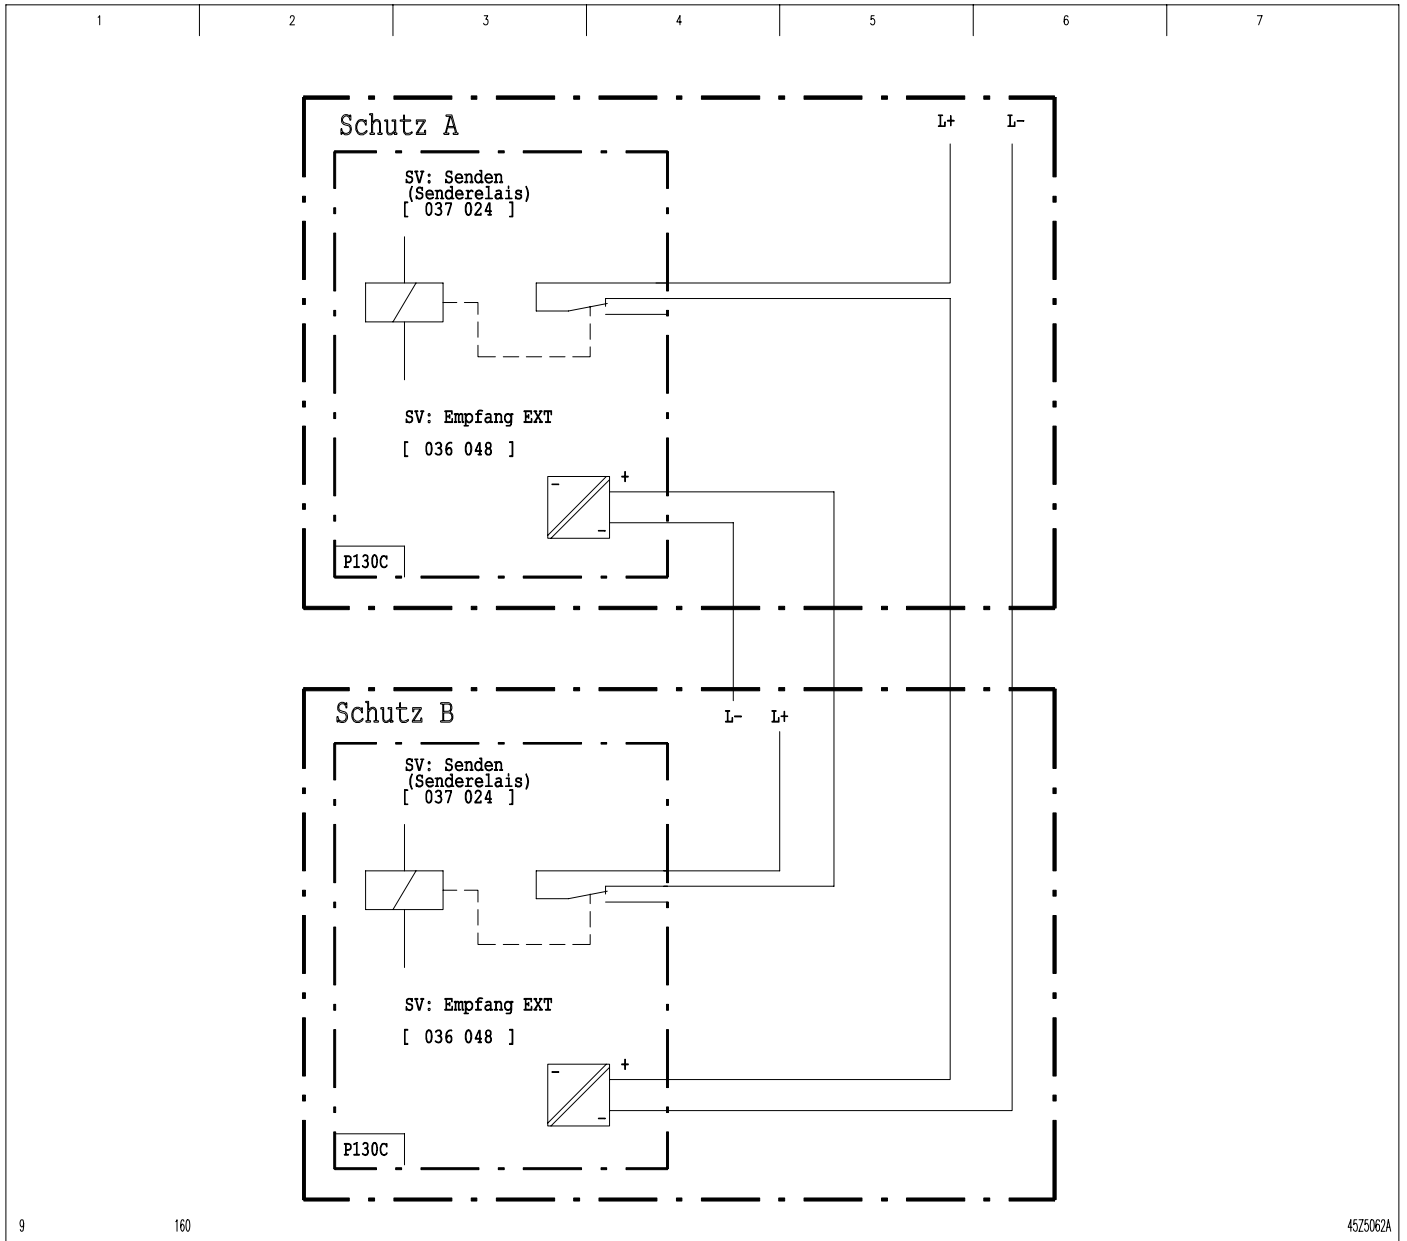 1 2 3 4 5 6 7
Schutz A L+ L-
SV: Senden
(Senderelais)
[ 037 024 ]
SV: Empfang EXT
[ 036 048 ]
- + -
P130C
Schutz B L- L+
SV: Senden
(Senderelais)
[ 037 024 ]
SV: Empfang EXT
[ 036 048 ]
- + -
P130C
9 160 45Z5062A